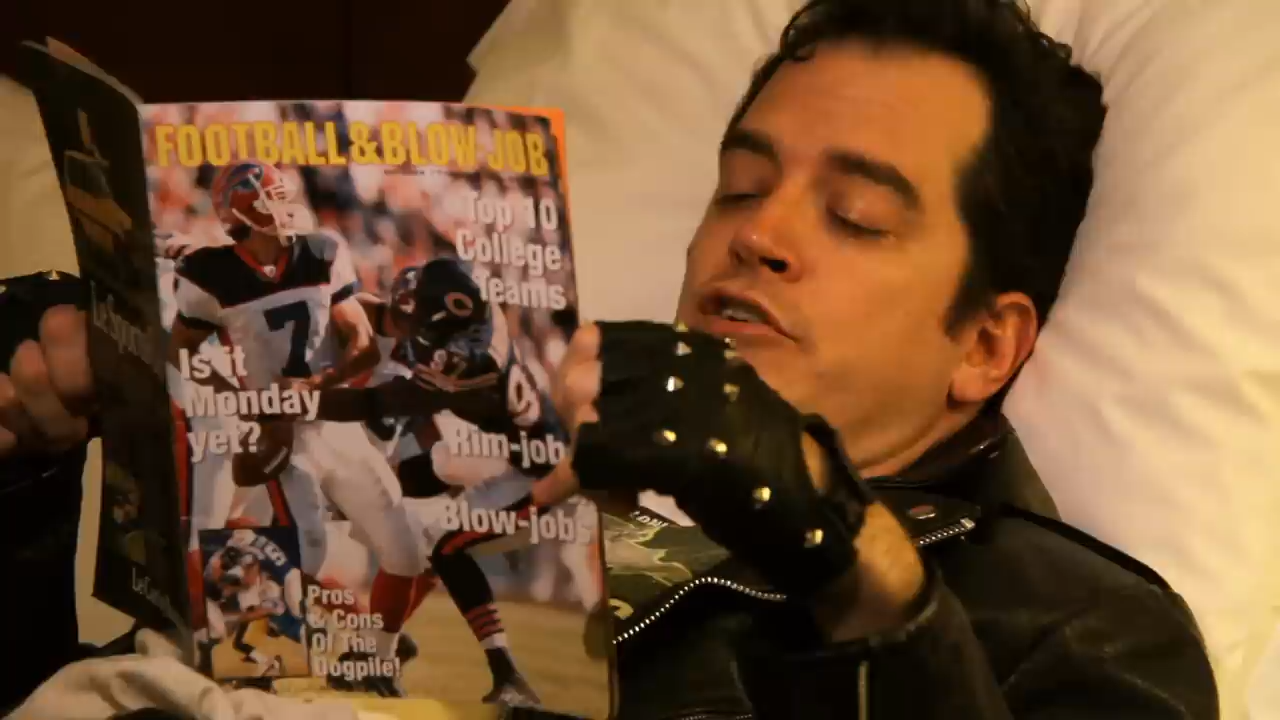 FOOTBALL & BLOW JOB
Top 10
College
Teams
Is it
Monday
yet?
Rim-job
Blow-jobs
Pros
& Cons
Of The
Dogpile!
7